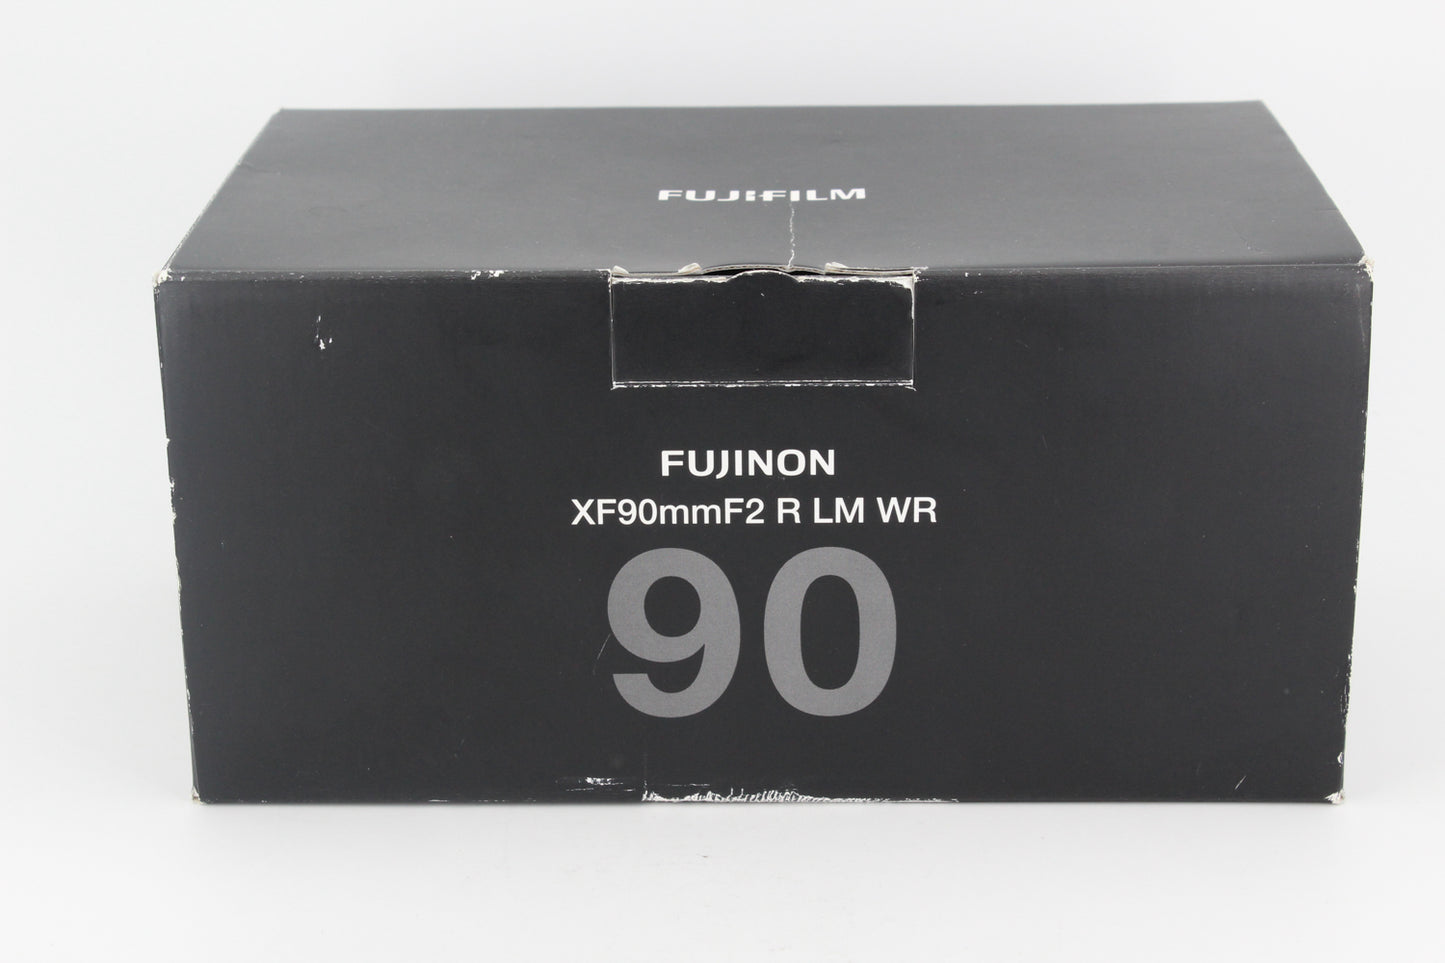 FUJIFILM
FUJINON
XF90mmF2 R LM WR
90